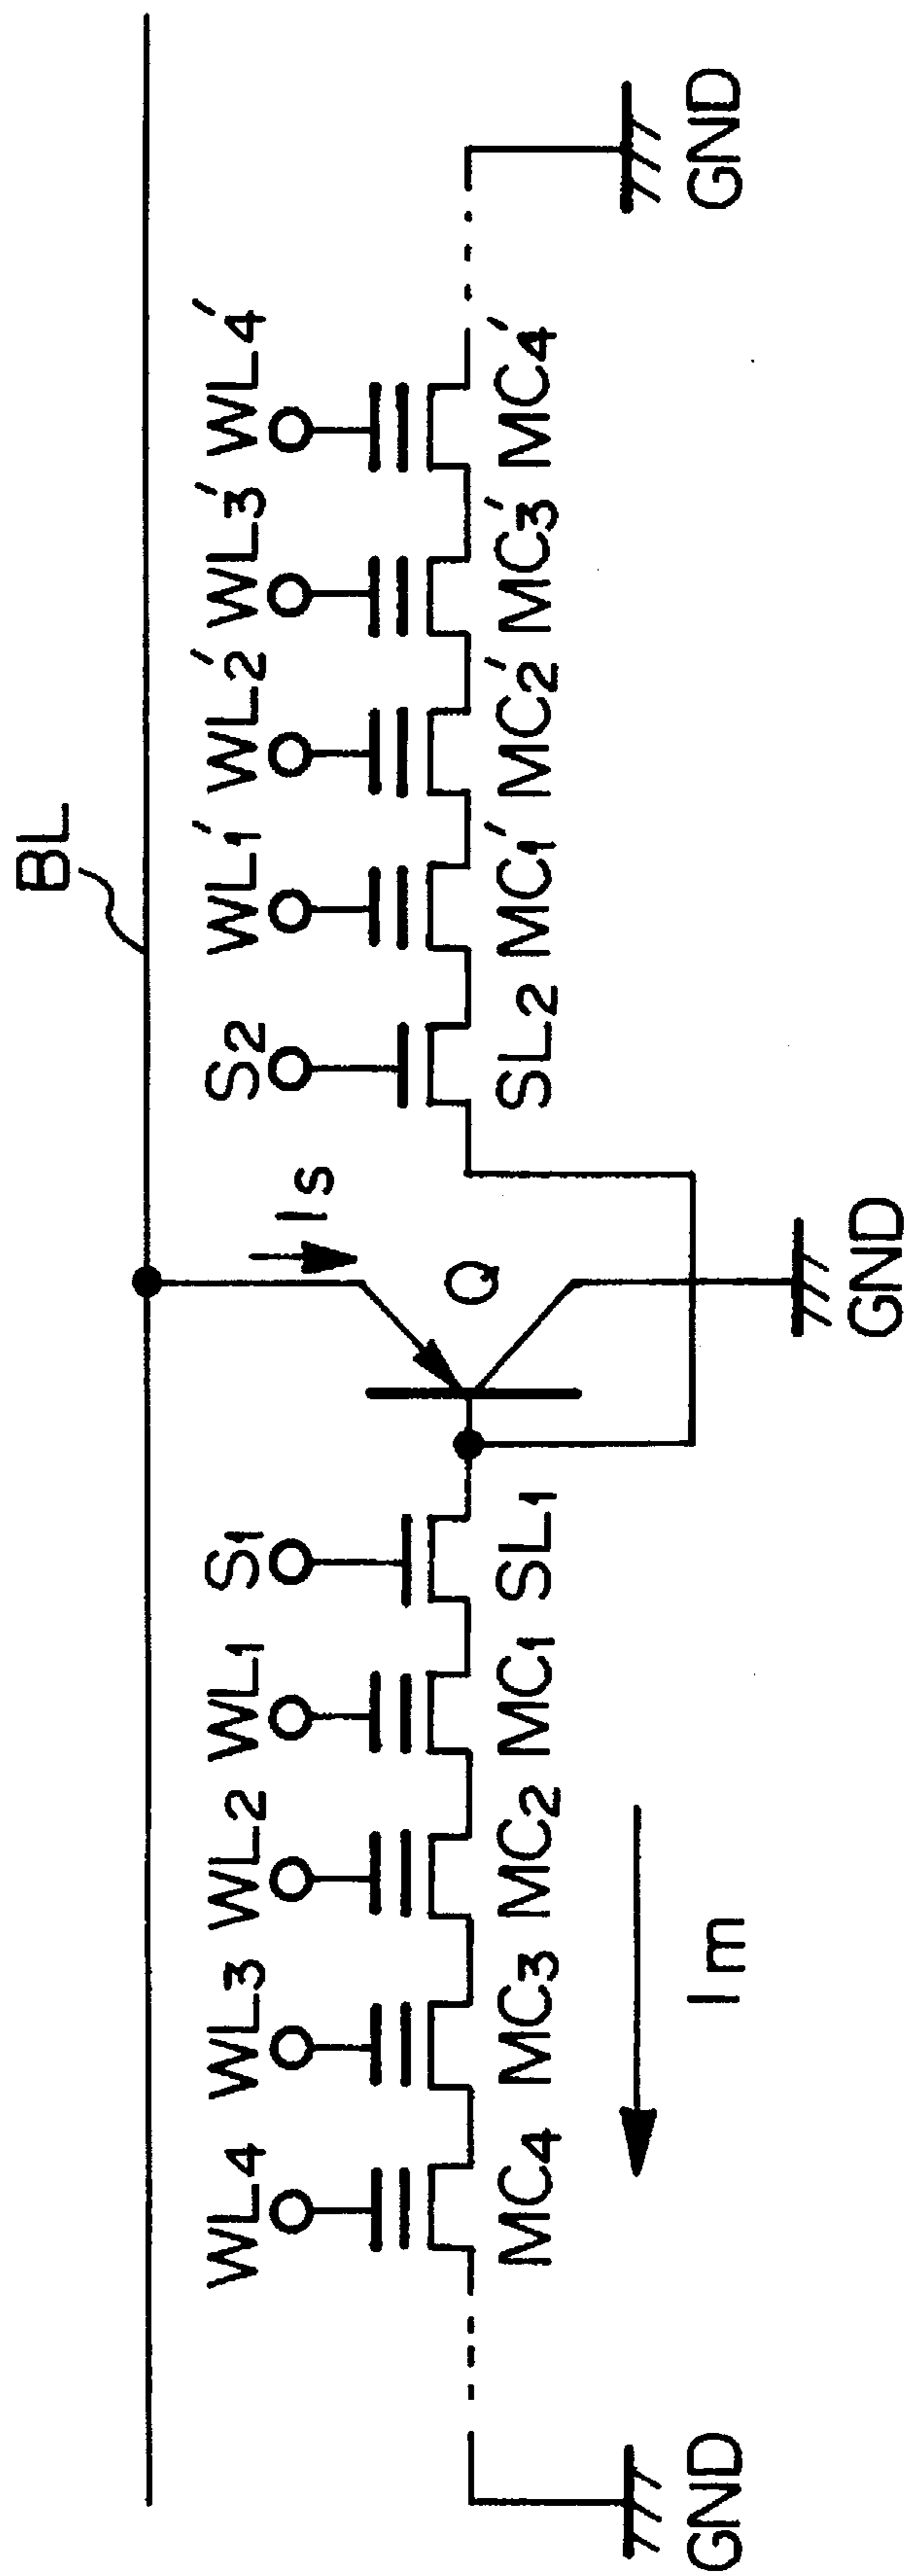 BL
WL4 WL3 WL2 WL1 S1 Is S2 WL1′ WL2′ WL3′ WL4′
Q
MC4 MC3 MC2 MC1 SL1 SL2 MC1′ MC2′ MC3′ MC4′
Im
GND GND GND